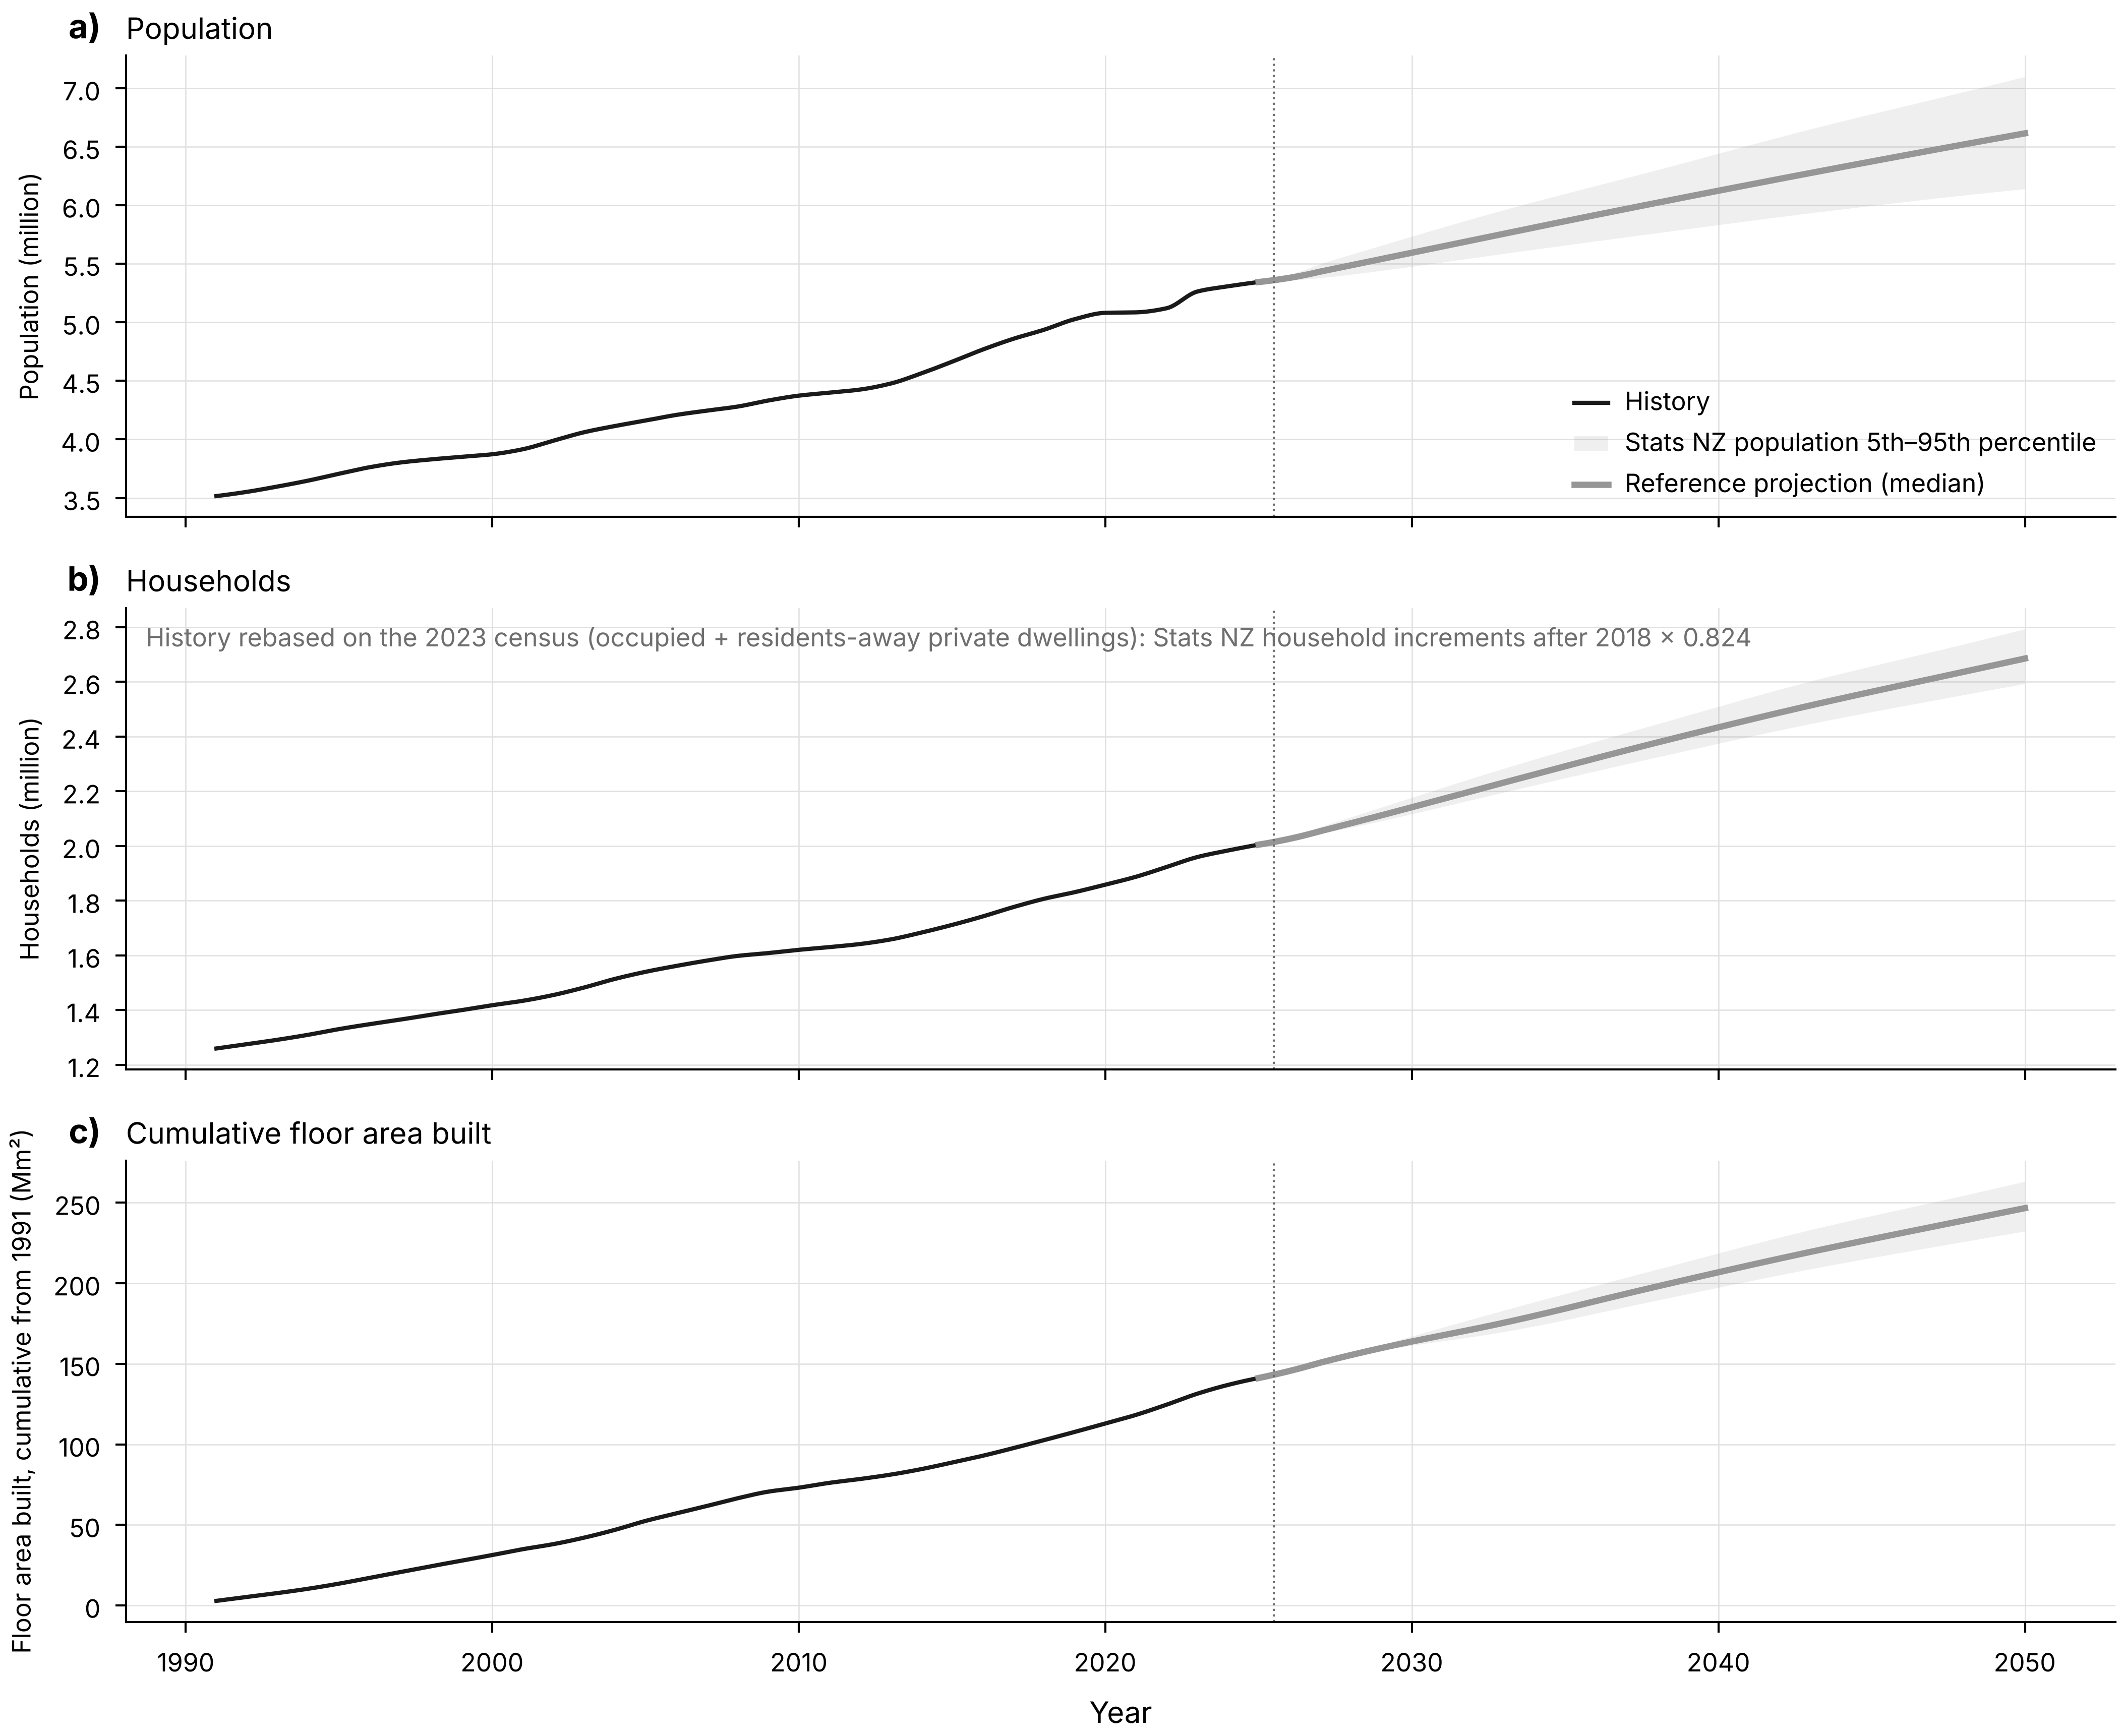 a) Population
7.0
6.5
6.0
5.5
5.0
4.5
4.0
3.5
Population (million)
History
Stats NZ population 5th–95th percentile
Reference projection (median)
b) Households
2.8
2.6
2.4
2.2
2.0
1.8
1.6
1.4
1.2
Households (million)
History rebased on the 2023 census (occupied + residents-away private dwellings): Stats NZ household increments after 2018 × 0.824
c) Cumulative floor area built
250
200
150
100
50
0
Floor area built, cumulative from 1991 (Mm²)
1990 2000 2010 2020 2030 2040 2050
Year